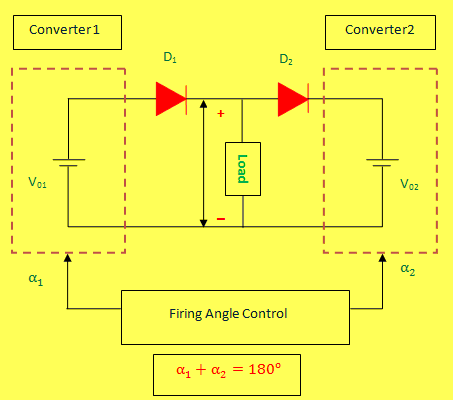 Converter1
Converter2
D₁
D₂
+
Load
V₀₁
V₀₂
−
α₁
α₂
Firing Angle Control
α₁ + α₂ = 180°